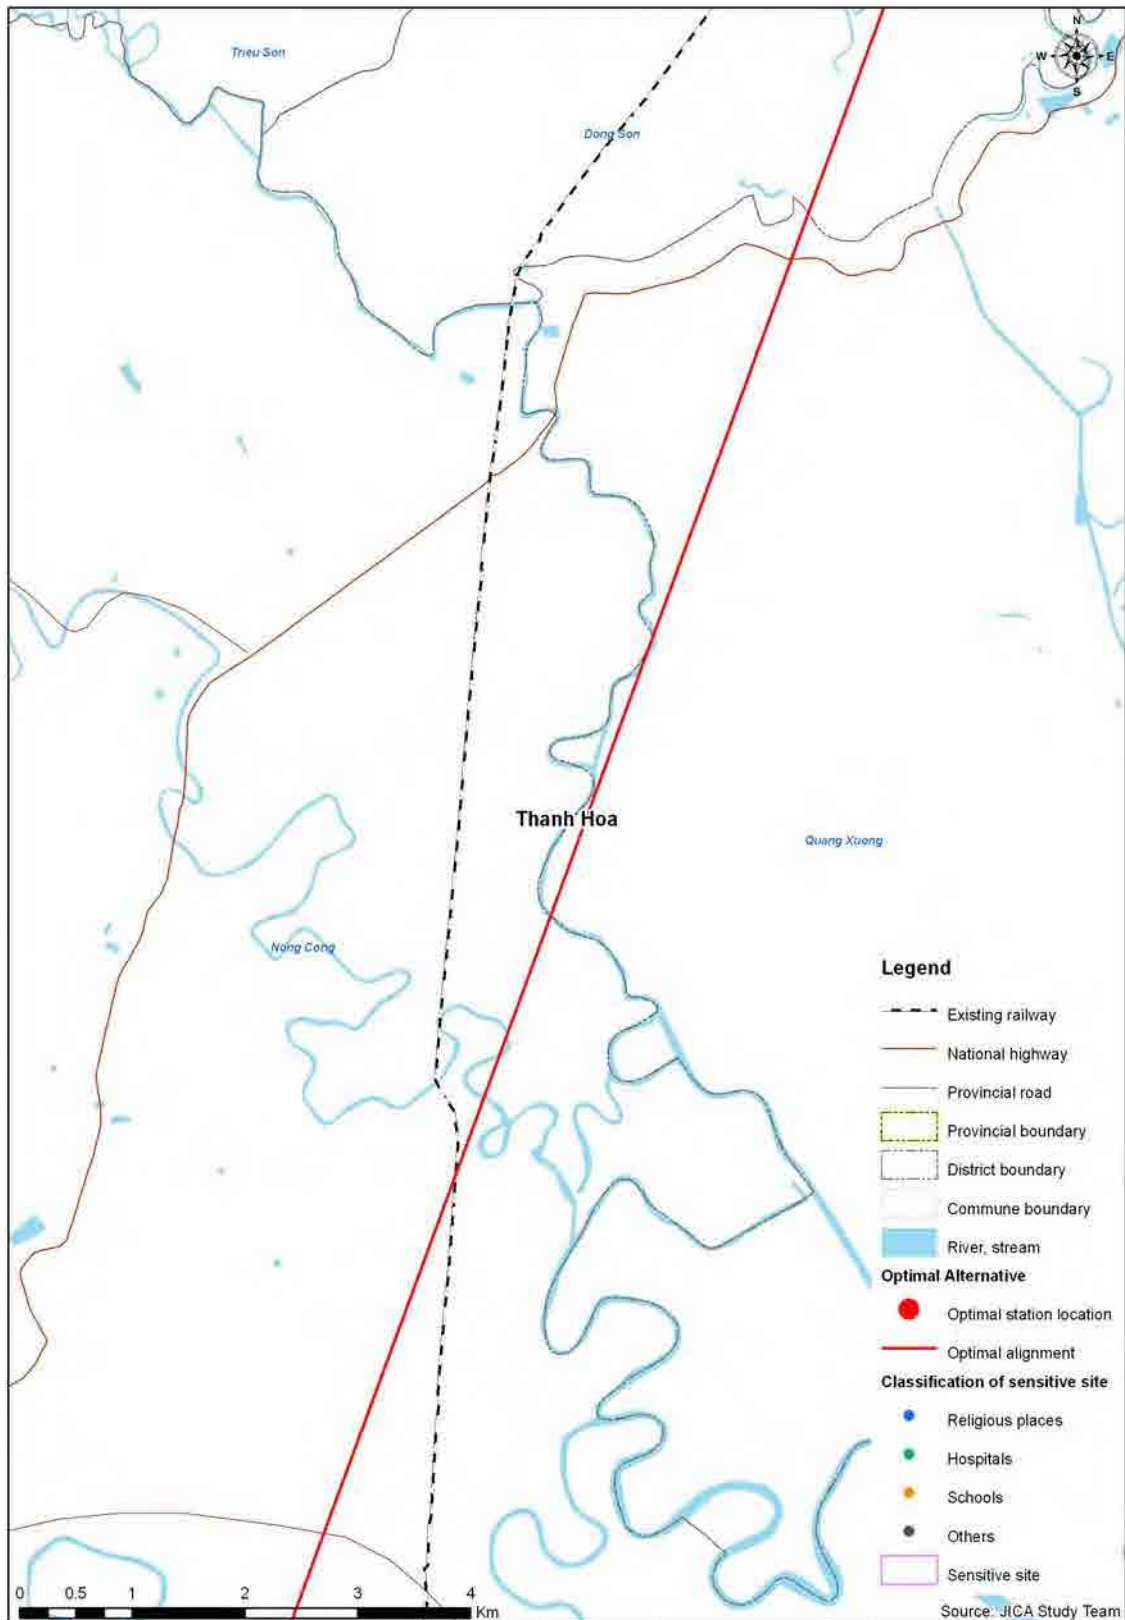 N
Trieu Son
W
E
S
Dong Son
Thanh Hoa
Quang Xuong
Nong Cong
Legend
Existing railway
National highway
Provincial road
Provincial boundary
District boundary
Commune boundary
River, stream
Optimal Alternative
Optimal station location
Optimal alignment
Classification of sensitive site
Religious places
Hospitals
Schools
Others
Sensitive site
0 0.5 1 2 3 4
Km
Source: JICA Study Team